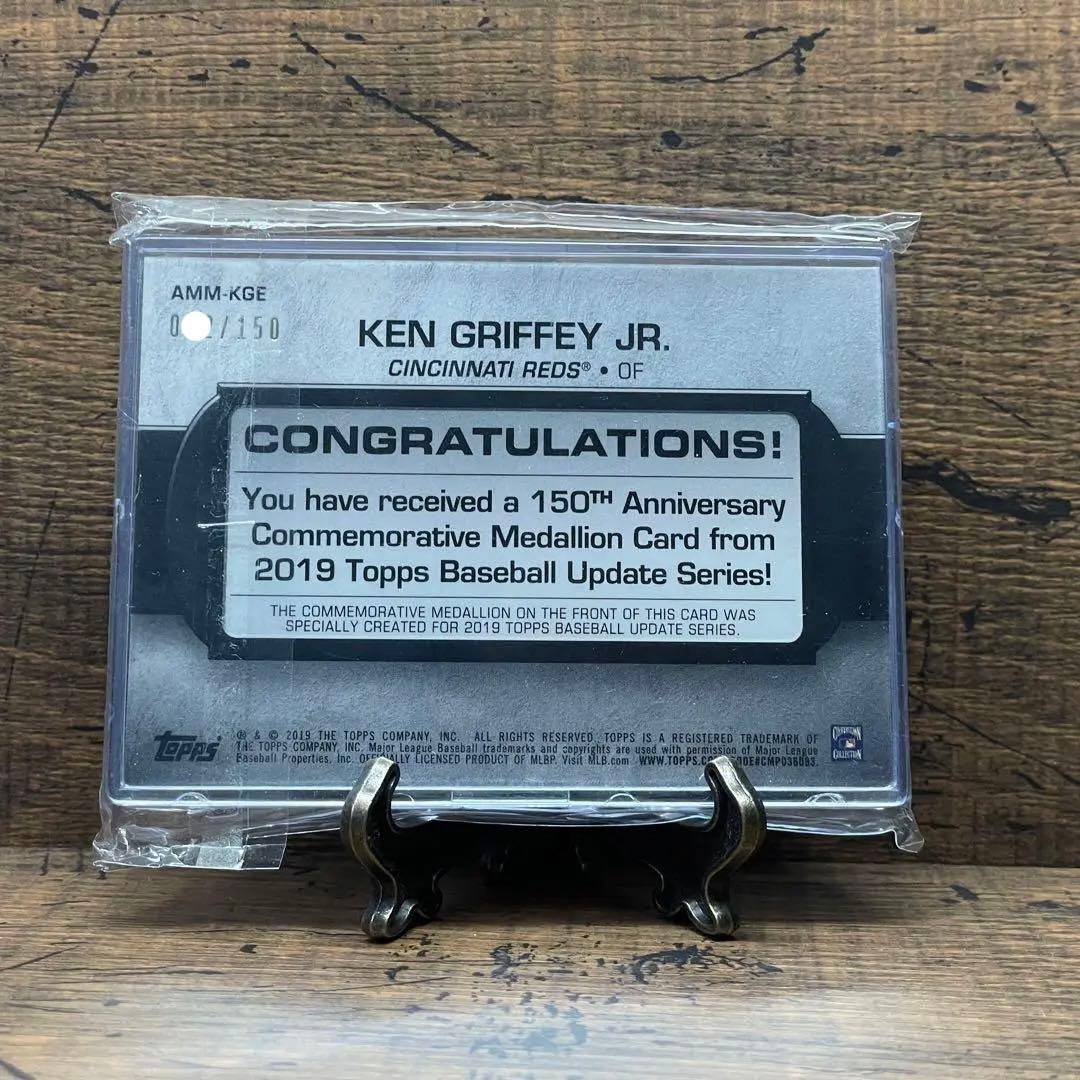 AMM-KGE
/150
KEN GRIFFEY JR.
CINCINNATI REDS® • OF
CONGRATULATIONS!
You have received a 150TH Anniversary
Commemorative Medallion Card from
2019 Topps Baseball Update Series!
THE COMMEMORATIVE MEDALLION ON THE FRONT OF THIS CARD WAS
SPECIALLY CREATED FOR 2019 TOPPS BASEBALL UPDATE SERIES.
topps
® & © 2019 THE TOPPS COMPANY, INC. ALL RIGHTS RESERVED. TOPPS IS A REGISTERED TRADEMARK OF
THE TOPPS COMPANY, INC. Major League Baseball trademarks and copyrights are used with permission of Major League
Baseball Properties, Inc. OFFICIALLY LICENSED PRODUCT OF MLBP. Visit MLB.com
COOPERSTOWN
COLLECTION